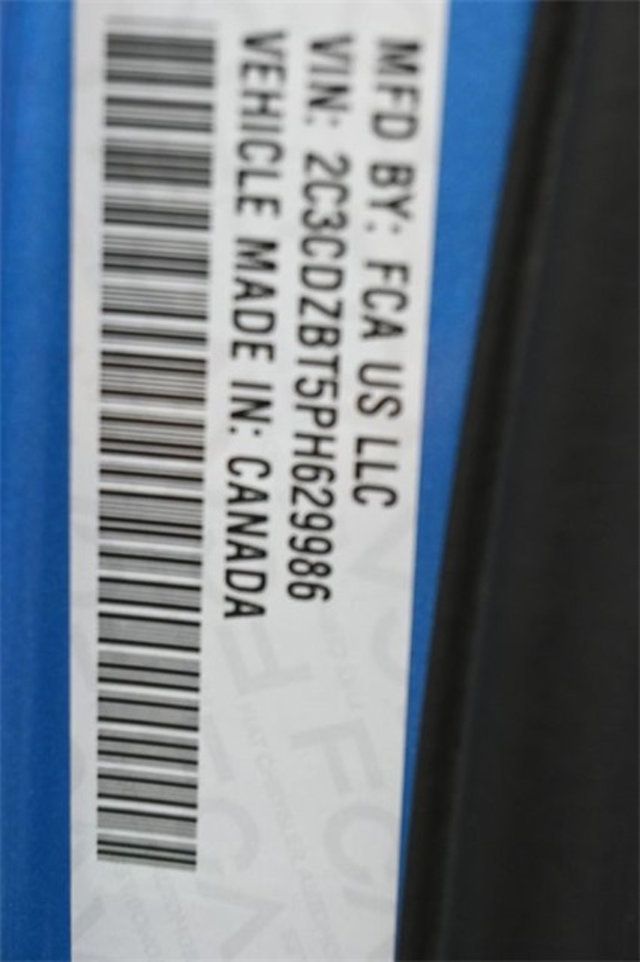 MFD BY: FCA US LLC
VIN: 2C3CDZBT5PH629986
VEHICLE MADE IN: CANADA